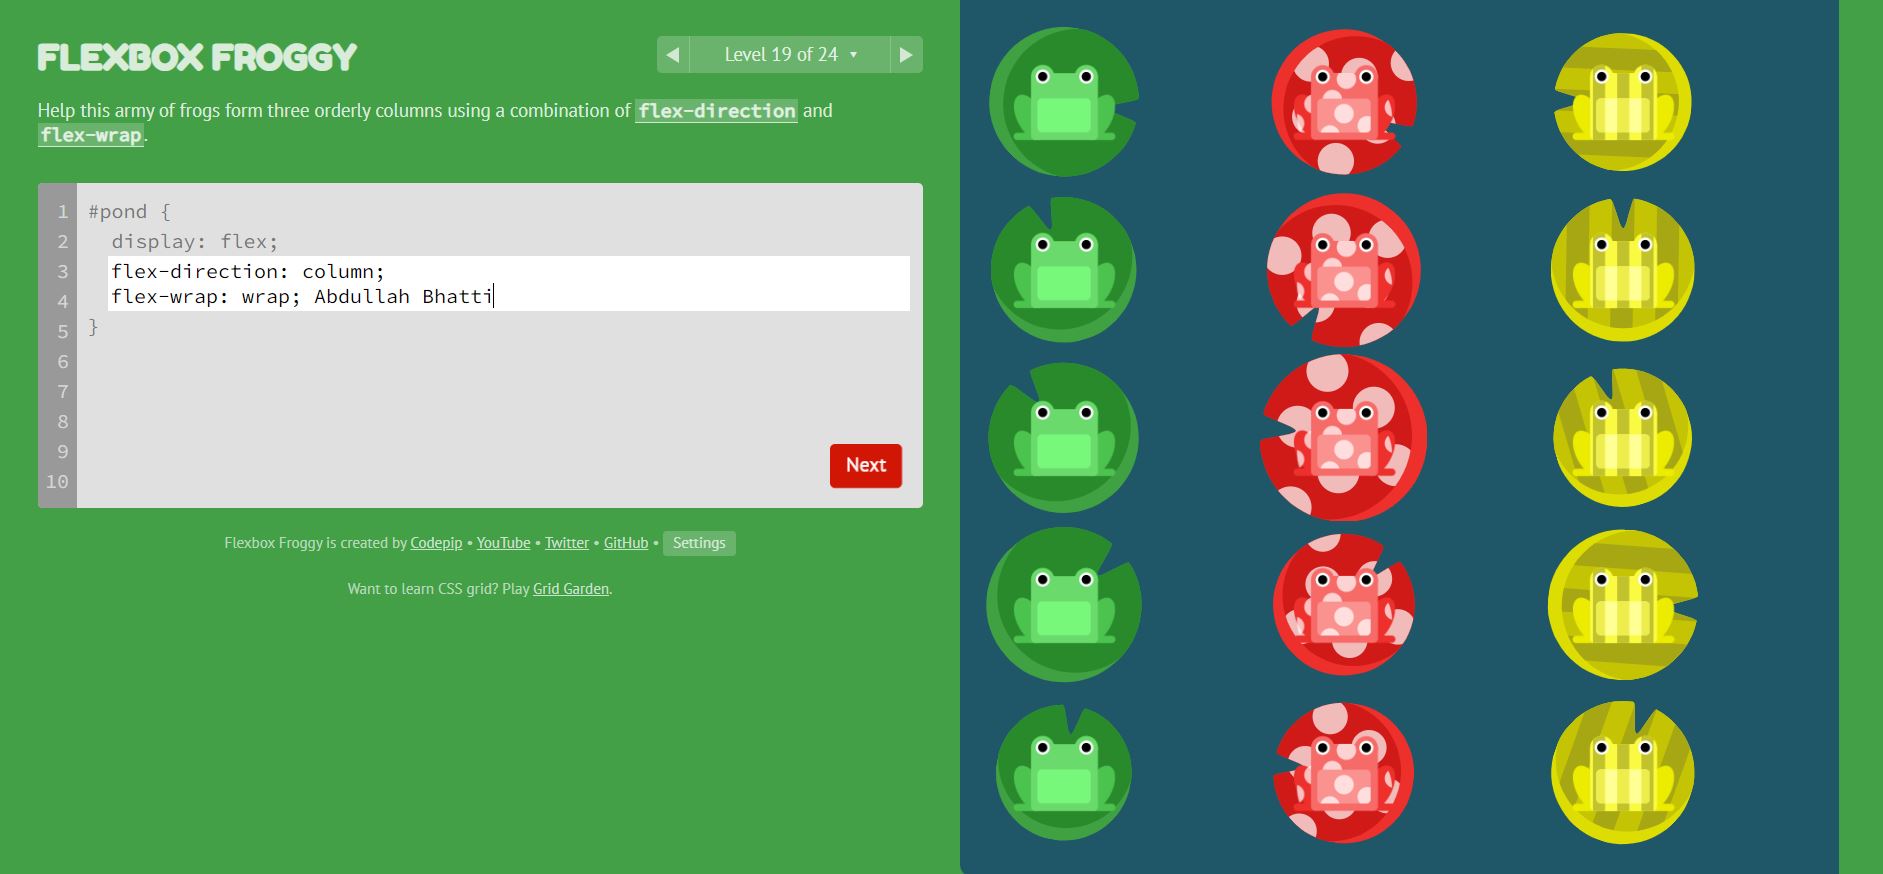 FLEXBOX FROGGY
◀ Level 19 of 24 ▾ ▶
Help this army of frogs form three orderly columns using a combination of flex-direction and
flex-wrap.
1 #pond {
2 display: flex;
3 flex-direction: column;
4 flex-wrap: wrap; Abdullah Bhatti
5 }
6
7
8
9
10
Next
Flexbox Froggy is created by Codepip • YouTube • Twitter • GitHub • Settings
Want to learn CSS grid? Play Grid Garden.